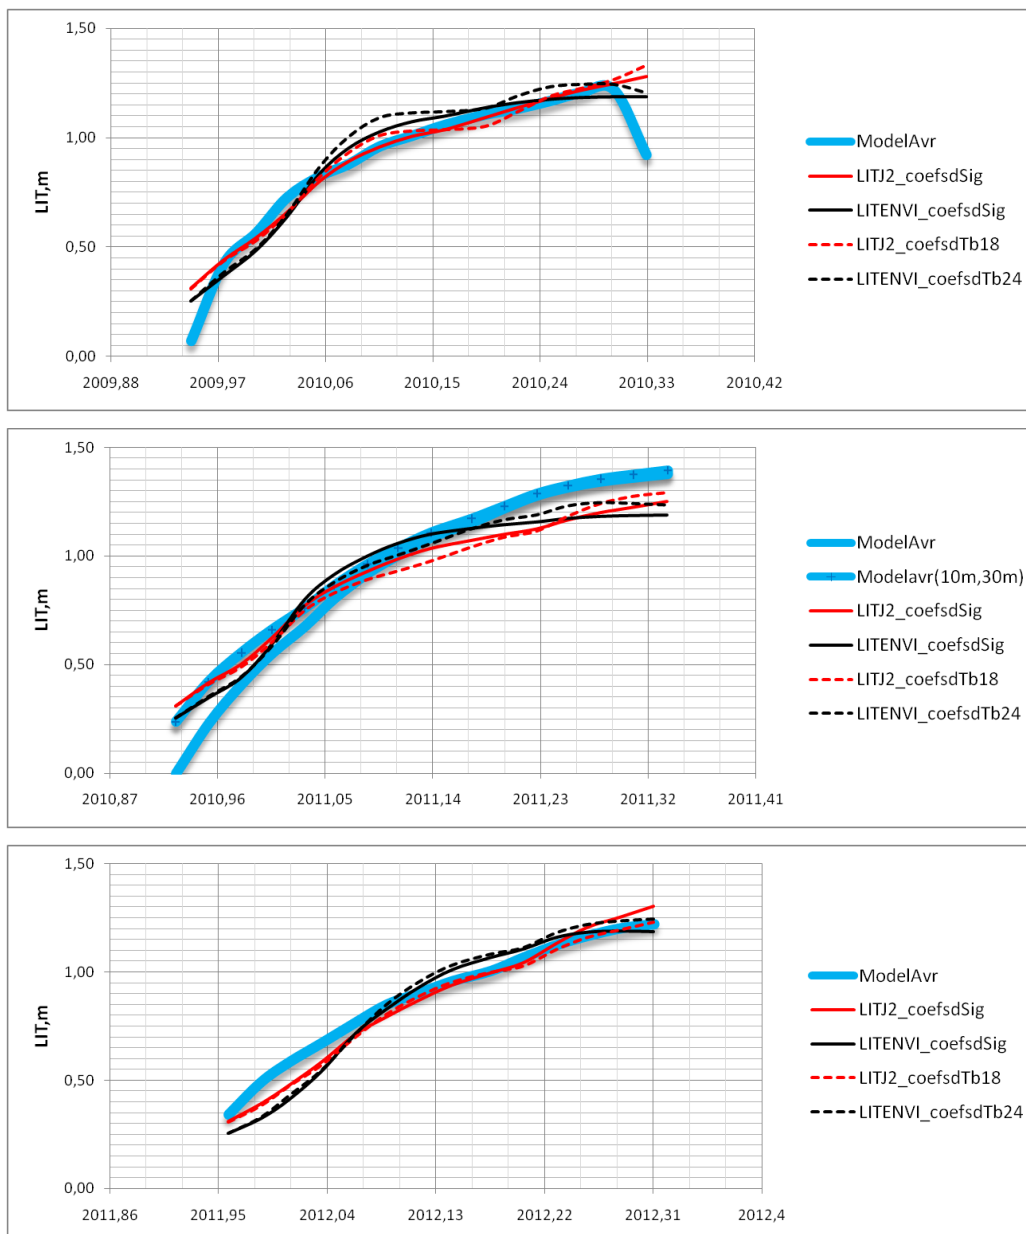 1,50
1,00
0,50
0,00
LIT,m
2009,88 2009,97 2010,06 2010,15 2010,24 2010,33 2010,42
ModelAvr
LITJ2_coefsdSig
LITENVI_coefsdSig
LITJ2_coefsdTb18
LITENVI_coefsdTb24
1,50
1,00
0,50
0,00
LIT,m
2010,87 2010,96 2011,05 2011,14 2011,23 2011,32 2011,41
ModelAvr
Modelavr(10m,30m)
LITJ2_coefsdSig
LITENVI_coefsdSig
LITJ2_coefsdTb18
LITENVI_coefsdTb24
1,50
1,00
0,50
0,00
LIT,m
2011,86 2011,95 2012,04 2012,13 2012,22 2012,31 2012,4
ModelAvr
LITJ2_coefsdSig
LITENVI_coefsdSig
LITJ2_coefsdTb18
LITENVI_coefsdTb24